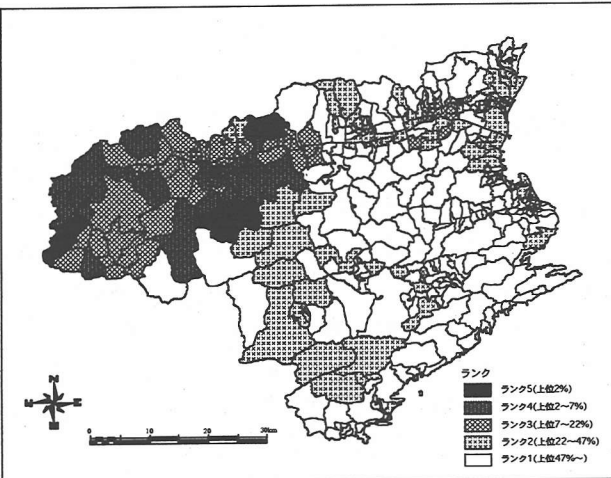 ランク
ランク5(上位2%)
ランク4(上位2〜7%)
ランク3(上位7〜22%)
ランク2(上位22〜47%)
ランク1(上位47%〜)
N
S
0 10 20 30km